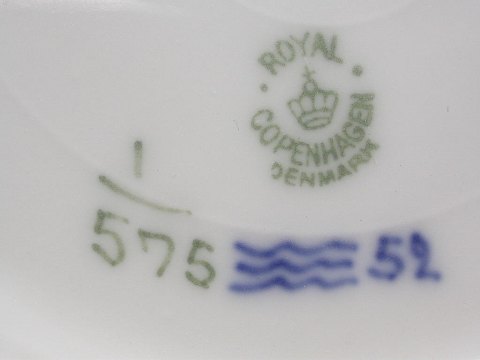 ROYAL
COPENHAGEN
DENMARK
1
575 52